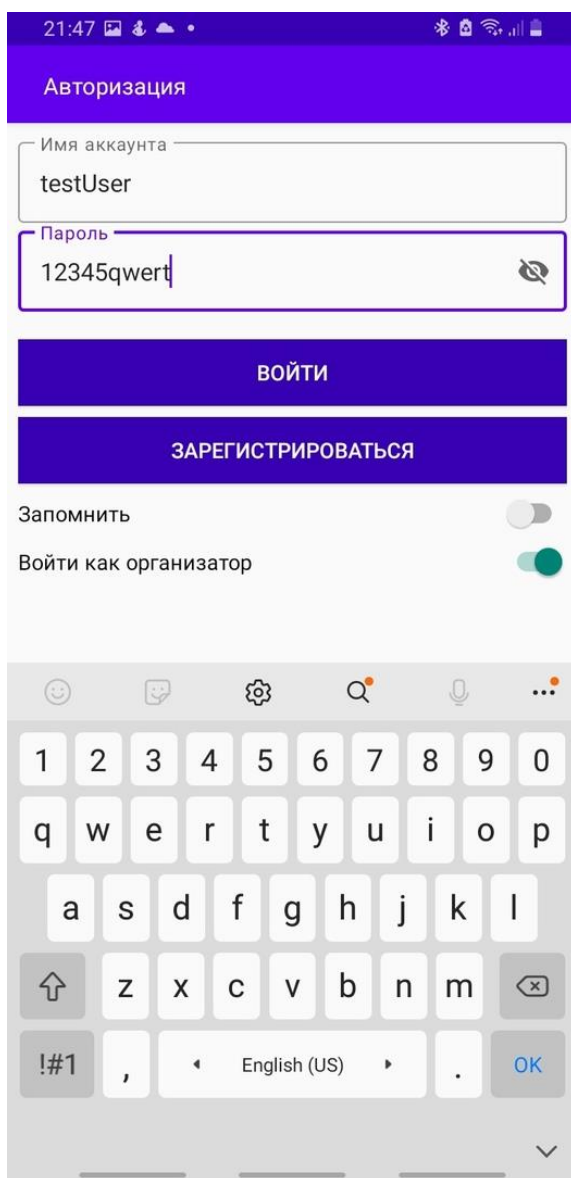 21:47
Авторизация
Имя аккаунта
testUser
Пароль
12345qwert
ВОЙТИ
ЗАРЕГИСТРИРОВАТЬСЯ
Запомнить
Войти как организатор
1 2 3 4 5 6 7 8 9 0
q w e r t y u i o p
a s d f g h j k l
z x c v b n m
!#1 , English (US) . OK